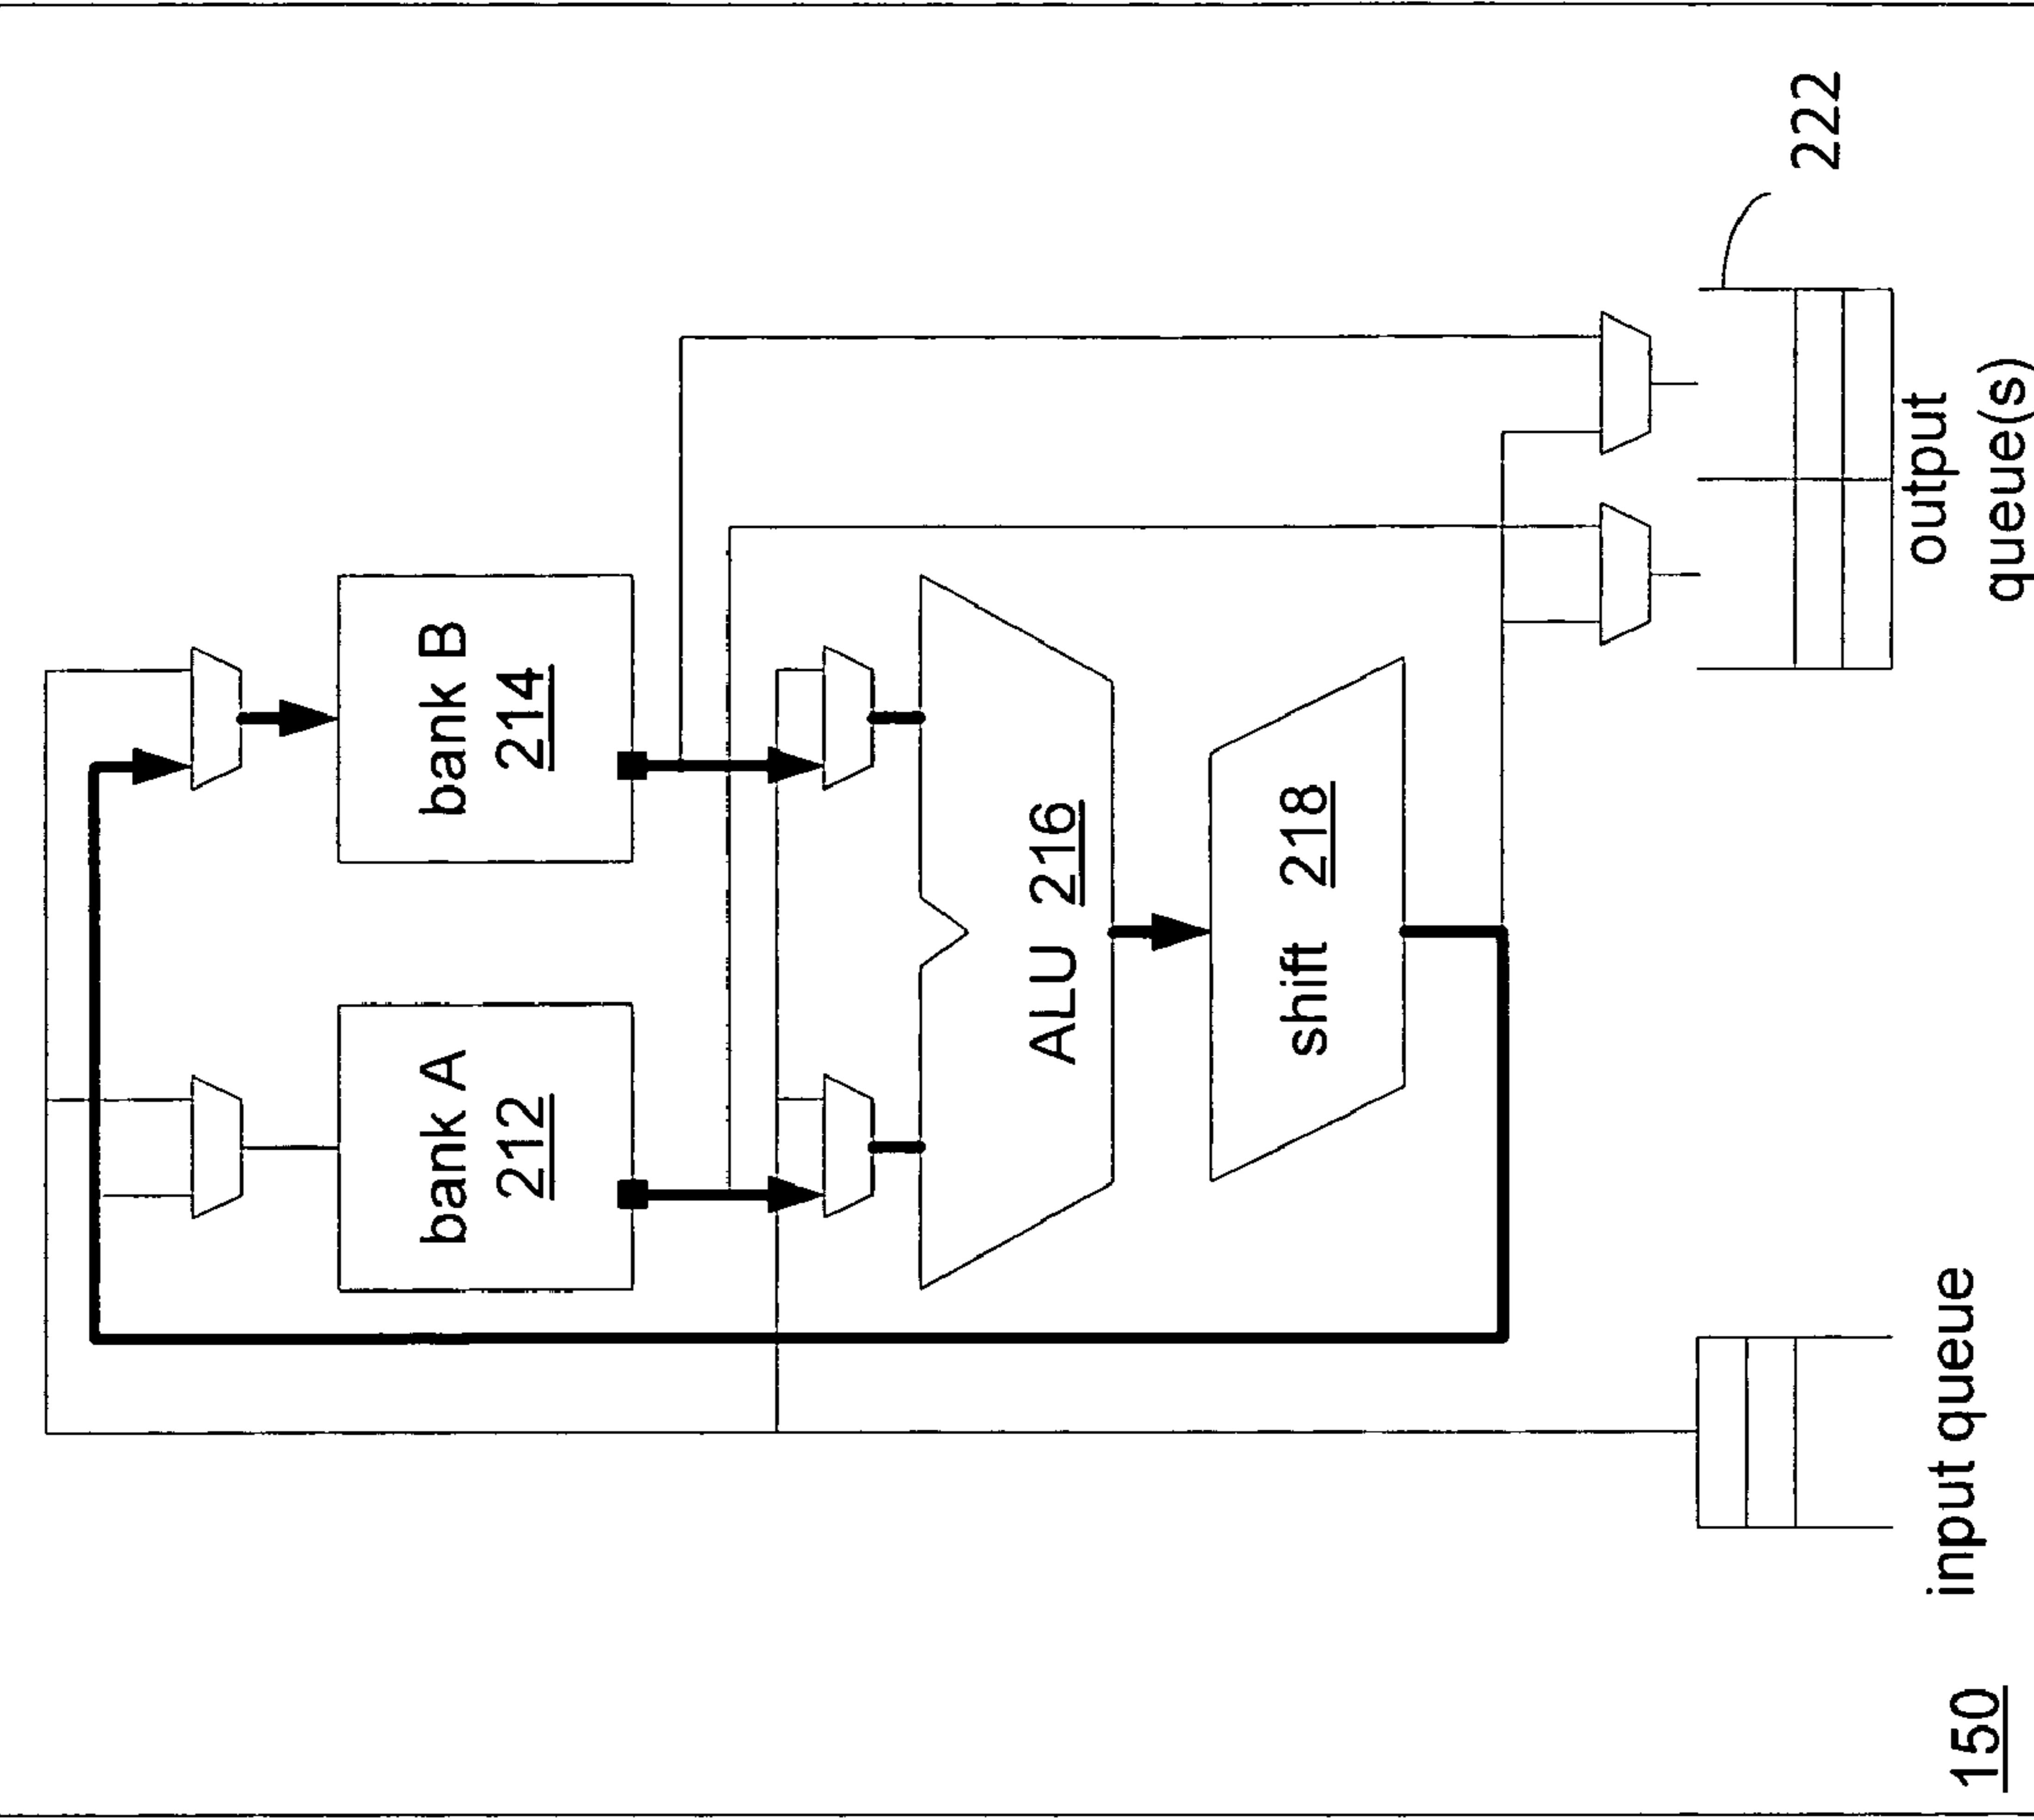 bank A
212
bank B
214
ALU 216
shift 218
222
input queue
output
queue(s)
150